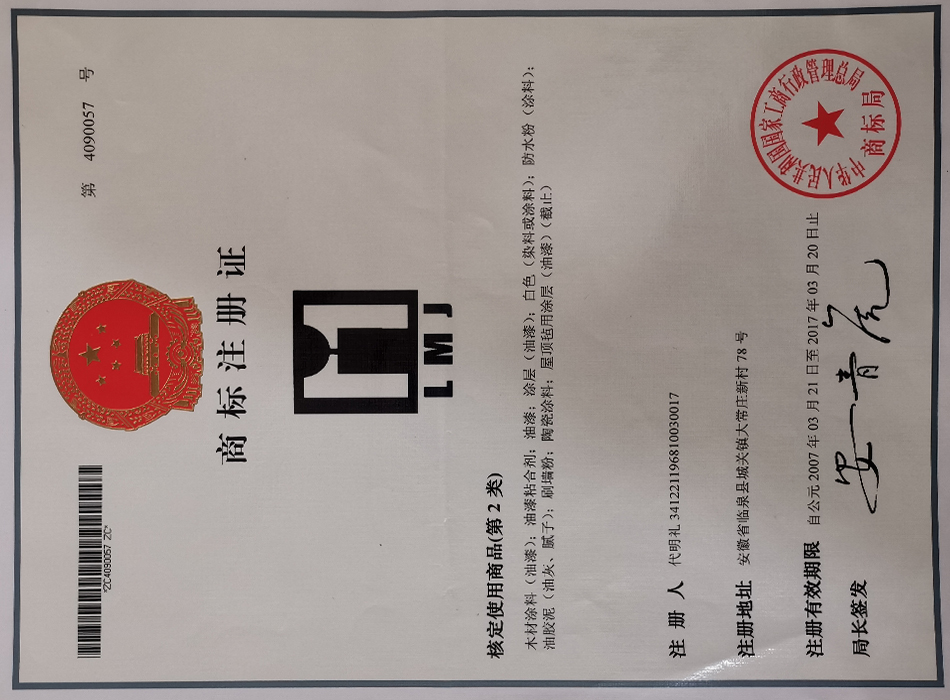 *ZC4090057 ZC*
第 4090057 号
商标注册证
LMJ
核定使用商品(第 2 类)
木材涂料（油漆）；油漆粘合剂；油漆；涂层（油漆）；白色（染料或涂料）；防水粉（涂料）；
油胶泥（油灰、腻子）；刷墙粉；陶瓷涂料；屋顶毡用涂层（油漆）（截止）
注册人 代明礼 341221196810030017
注册地址 安徽省临泉县城关镇大常庄新村 78 号
注册有效期限 自公元 2007 年 03 月 21 日至 2017 年 03 月 20 日止
局长签发 安青虎
中华人民共和国国家工商行政管理总局
商标局